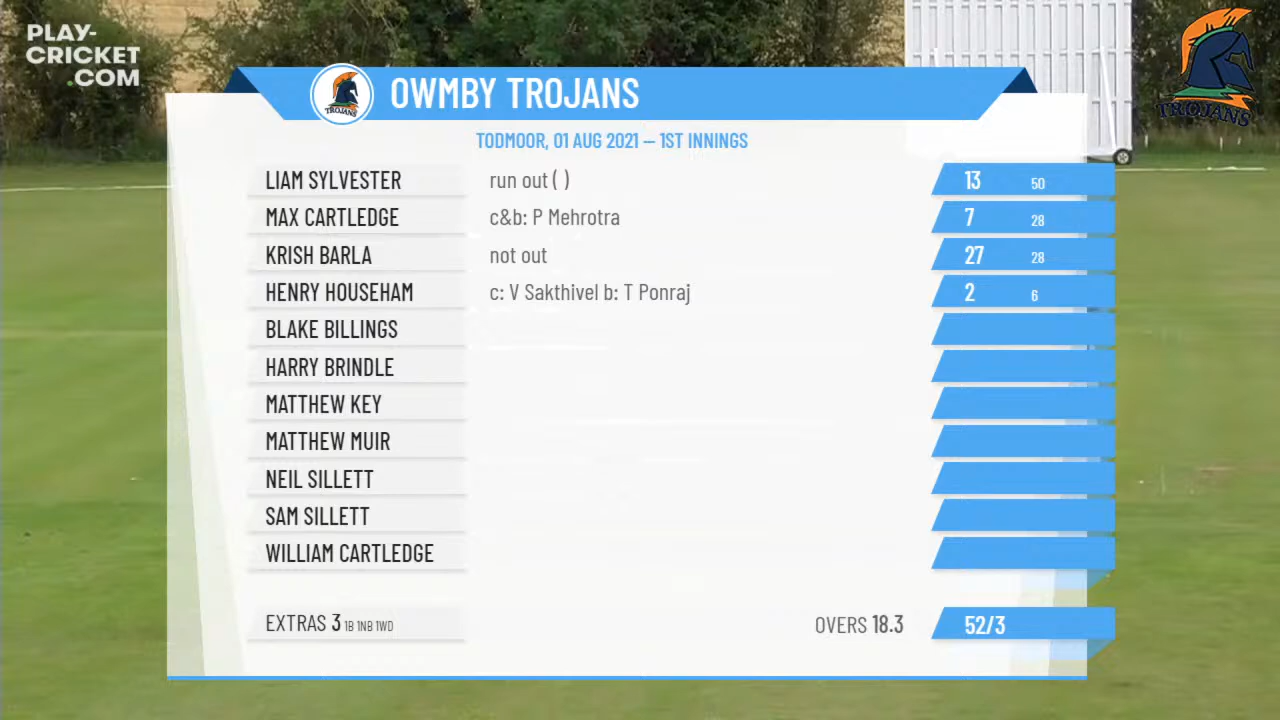 PLAY-
CRICKET
.COM
TROJANS
TROJANS
OWMBY TROJANS
TODMOOR, 01 AUG 2021 – 1ST INNINGS
LIAM SYLVESTER run out ( ) 13 50
MAX CARTLEDGE c&b: P Mehrotra 7 28
KRISH BARLA not out 27 28
HENRY HOUSEHAM c: V Sakthivel b: T Ponraj 2 6
BLAKE BILLINGS
HARRY BRINDLE
MATTHEW KEY
MATTHEW MUIR
NEIL SILLETT
SAM SILLETT
WILLIAM CARTLEDGE
EXTRAS 3 1B 1NB 1WD OVERS 18.3 52/3